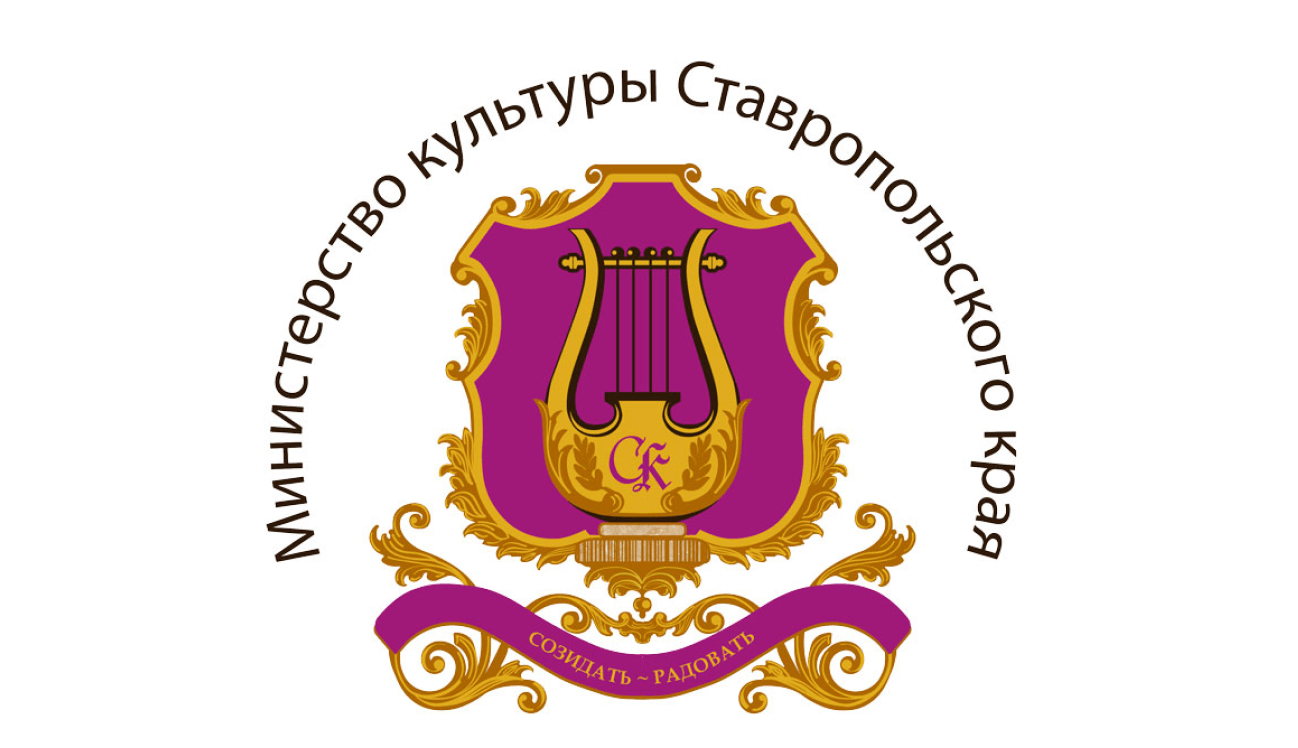 Министерство культуры Ставропольского края
СК
СОЗИДАТЬ ~ РАДОВАТЬ